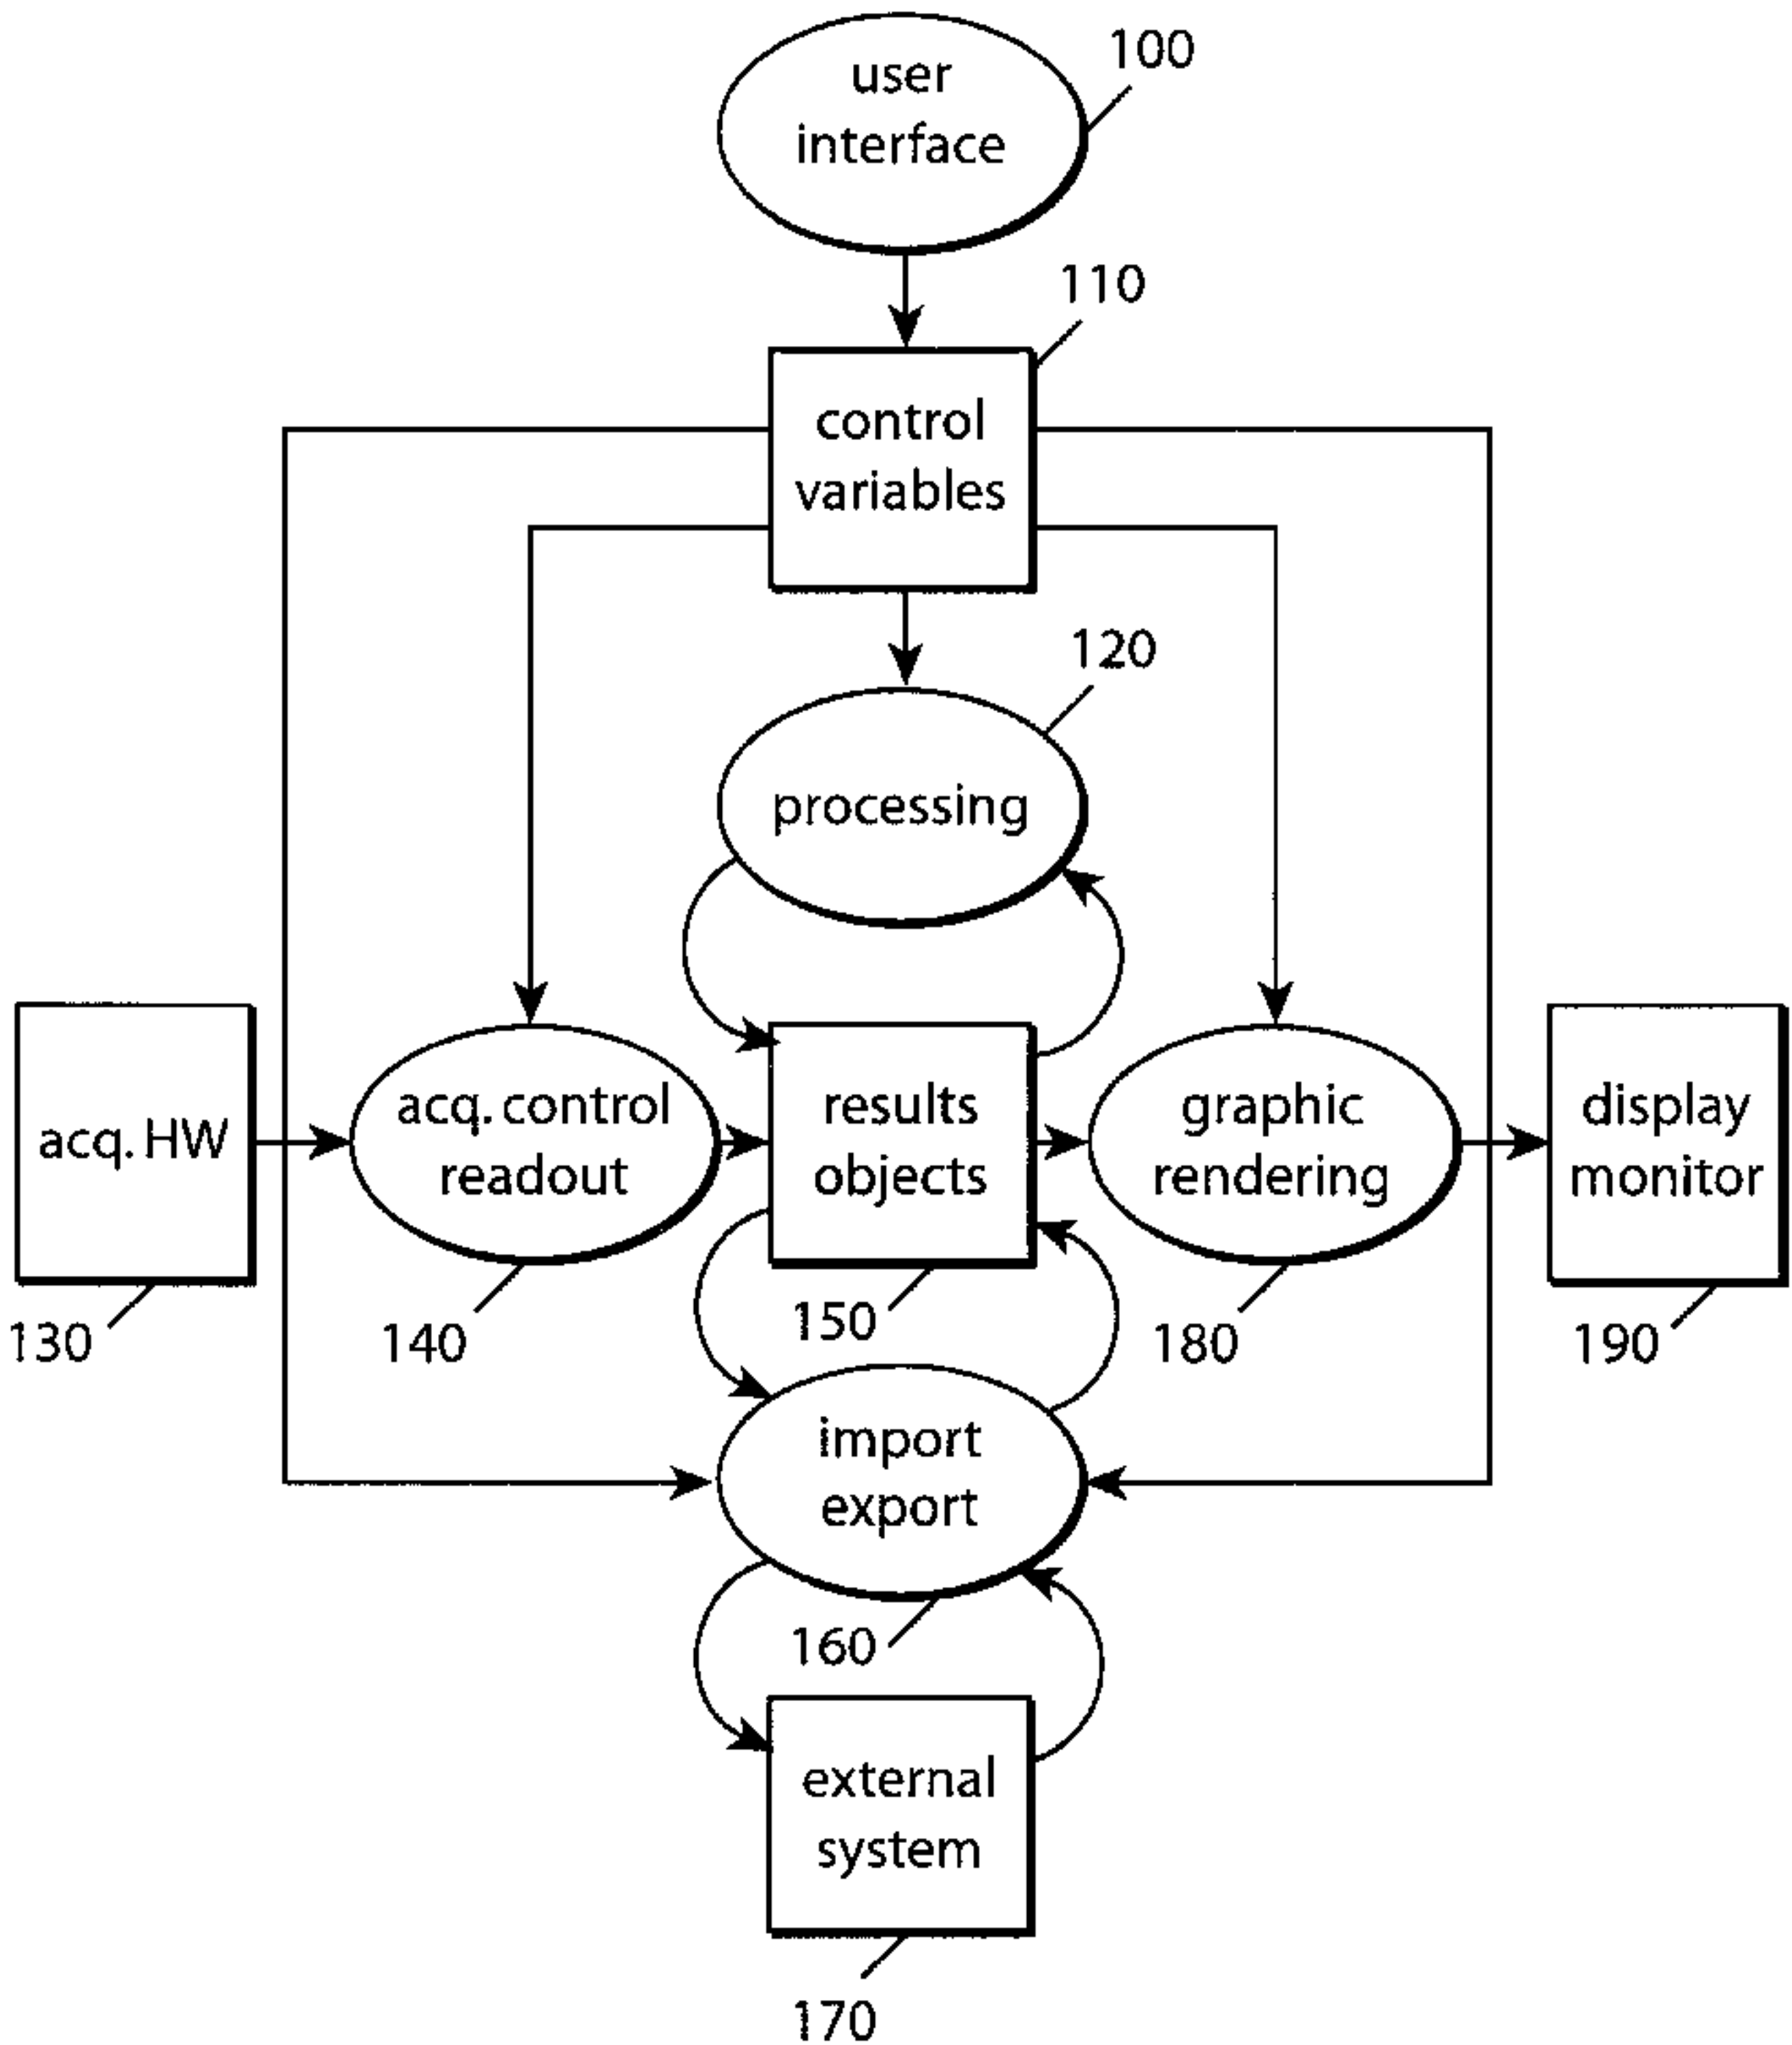 user
interface
100
110
control
variables
120
processing
acq. HW
130
acq. control
readout
140
results
objects
150
graphic
rendering
180
display
monitor
190
import
export
160
external
system
170